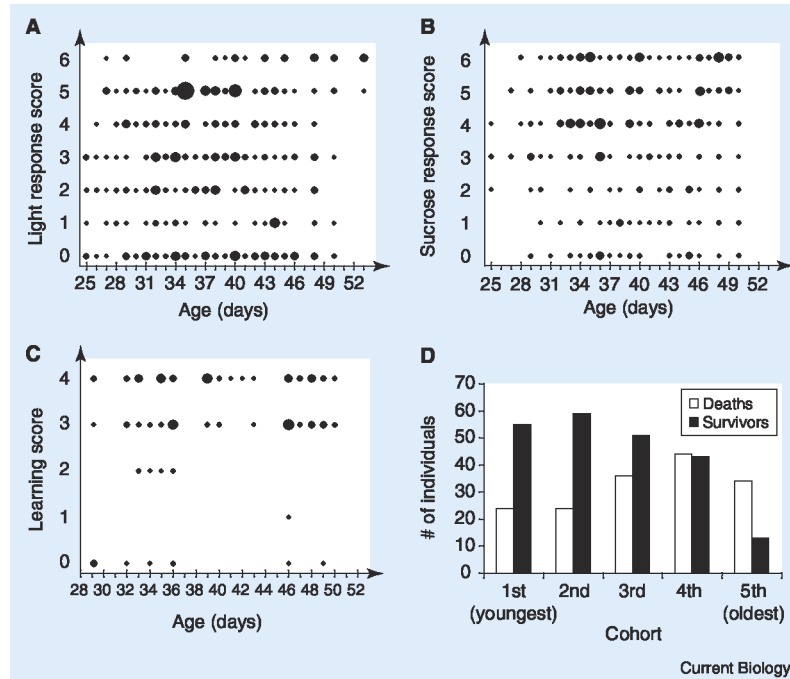 A
Light response score
6
5
4
3
2
1
0
25 28 31 34 37 40 43 46 49 52
Age (days)
B
Sucrose response score
6
5
4
3
2
1
0
25 28 31 34 37 40 43 46 49 52
Age (days)
C
Learning score
4
3
2
1
0
28 30 32 34 36 38 40 42 44 46 48 50 52
Age (days)
D
# of individuals
70
60
50
40
30
20
10
0
Deaths
Survivors
1st 2nd 3rd 4th 5th
(youngest) (oldest)
Cohort
Current Biology